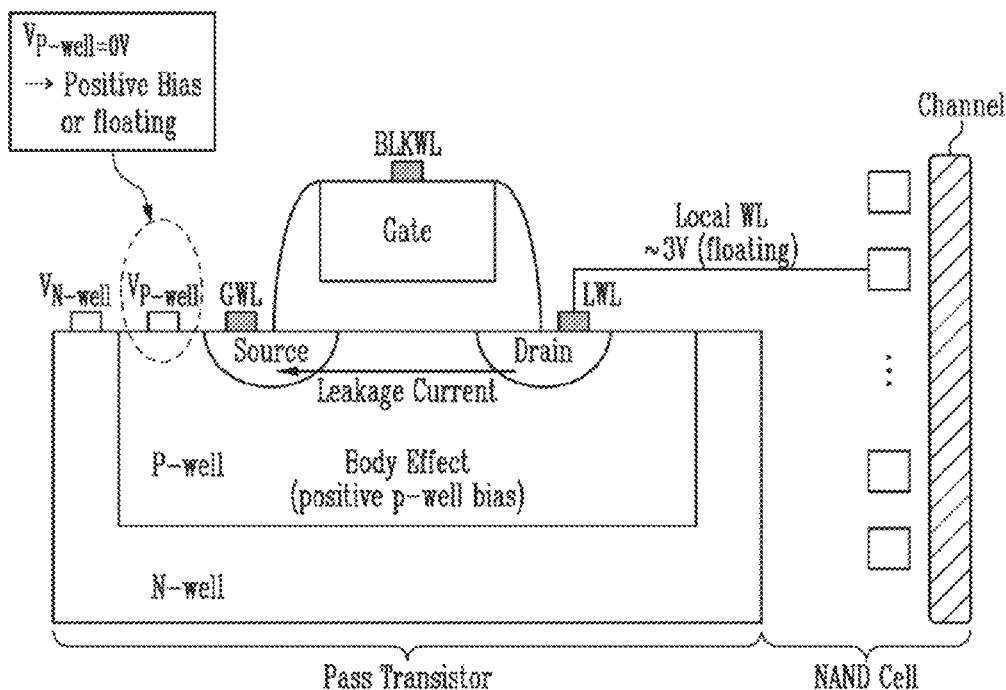 VP-well=0V
→ Positive Bias
or floating
Channel
BLKWL
Gate
Local WL
~3V (floating)
VN-well
VP-well
GWL
LWL
Source
Drain
Leakage Current
P-well
Body Effect
(positive p-well bias)
N-well
Pass Transistor
NAND Cell